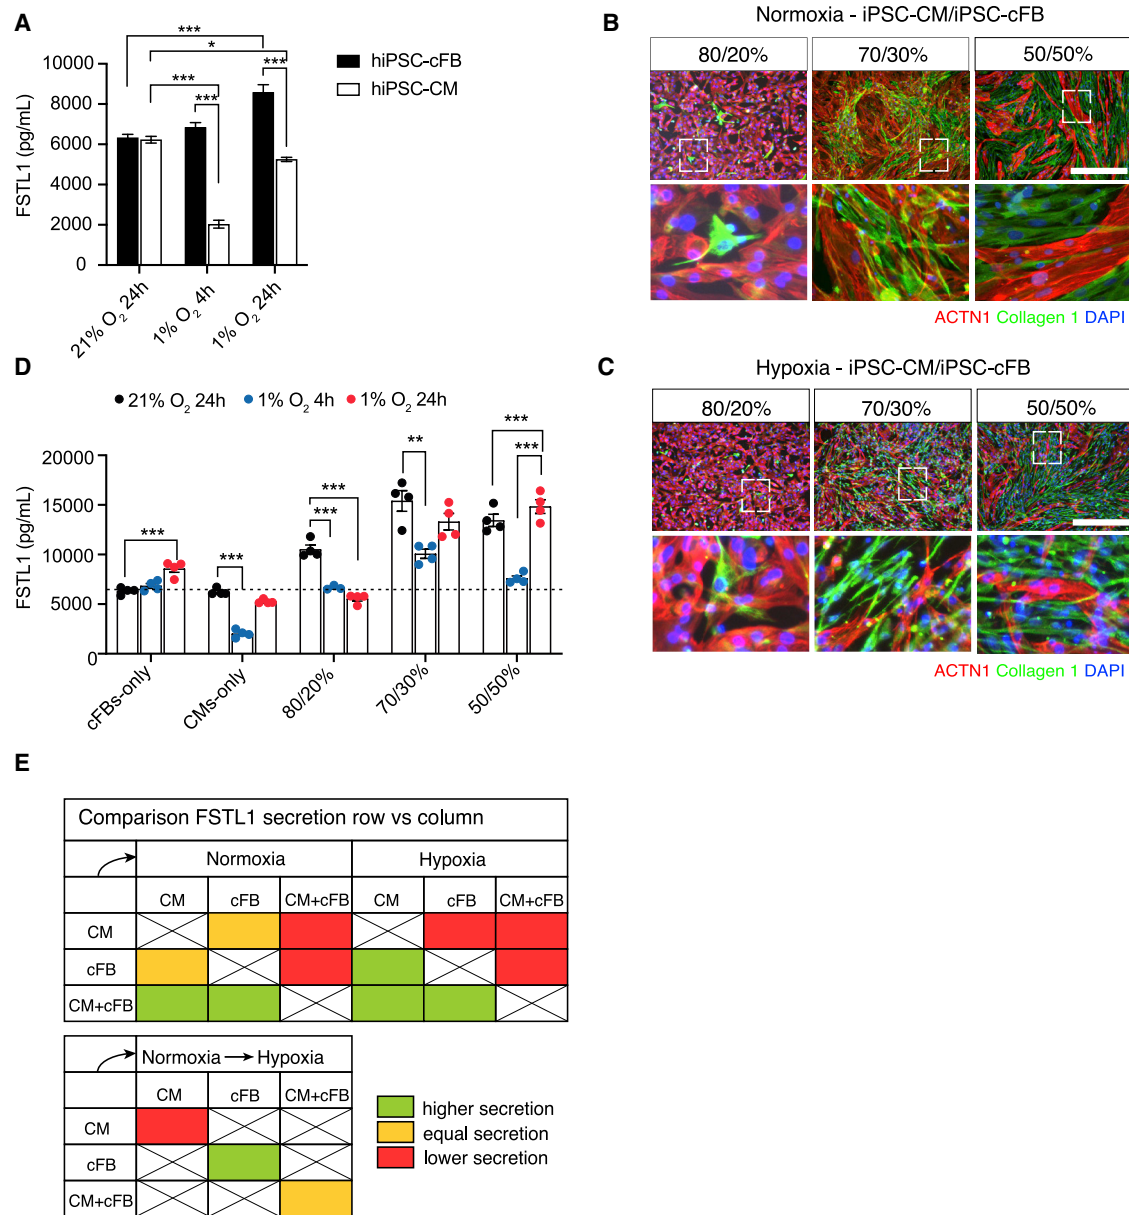 A
10000
8000
6000
4000
2000
0
FSTL1 (pg/mL)
***
*
***
***
***
hiPSC-cFB
hiPSC-CM
21% O2 24h
1% O2 4h
1% O2 24h
B
Normoxia - iPSC-CM/iPSC-cFB
80/20%
70/30%
50/50%
ACTN1 Collagen 1 DAPI
D
21% O2 24h
1% O2 4h
1% O2 24h
20000
15000
10000
5000
0
FSTL1 (pg/mL)
***
***
***
***
**
***
***
cFBs-only
CMs-only
80/20%
70/30%
50/50%
C
Hypoxia - iPSC-CM/iPSC-cFB
80/20%
70/30%
50/50%
ACTN1 Collagen 1 DAPI
E
Comparison FSTL1 secretion row vs column
Normoxia Hypoxia
CM cFB CM+cFB CM cFB CM+cFB
CM
cFB
CM+cFB
Normoxia → Hypoxia
CM cFB CM+cFB
CM
cFB
CM+cFB
higher secretion
equal secretion
lower secretion